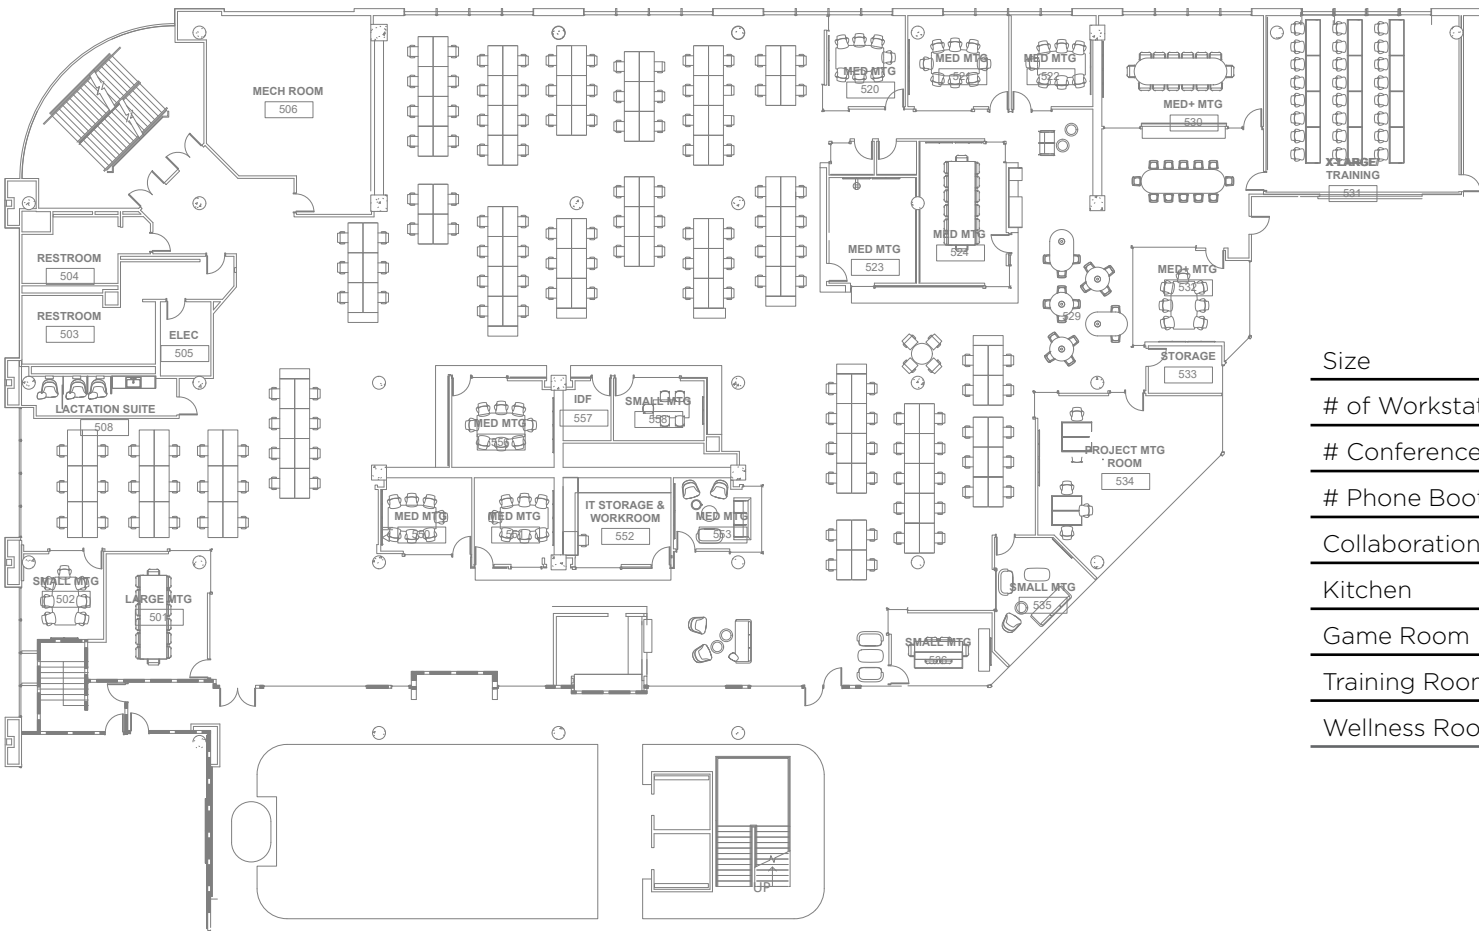 MECH ROOM
506
MED MTG
520
MED MTG
521
MED MTG
522
MED+ MTG
530
X-LARGE/
TRAINING
531
RESTROOM
504
RESTROOM
503
ELEC
505
MED MTG
523
MED MTG
524
MED+ MTG
532
529
STORAGE
533
LACTATION SUITE
508
MED MTG
556
IDF
557
SMALL MTG
558
PROJECT MTG
ROOM
534
MED MTG
550
MED MTG
551
IT STORAGE &
WORKROOM
552
MED MTG
553
SMALL MTG
502
LARGE MTG
501
SMALL MTG
535
SMALL MTG
536
UP
Size
# of Workstat
# Conference
# Phone Boot
Collaboration
Kitchen
Game Room
Training Room
Wellness Roo